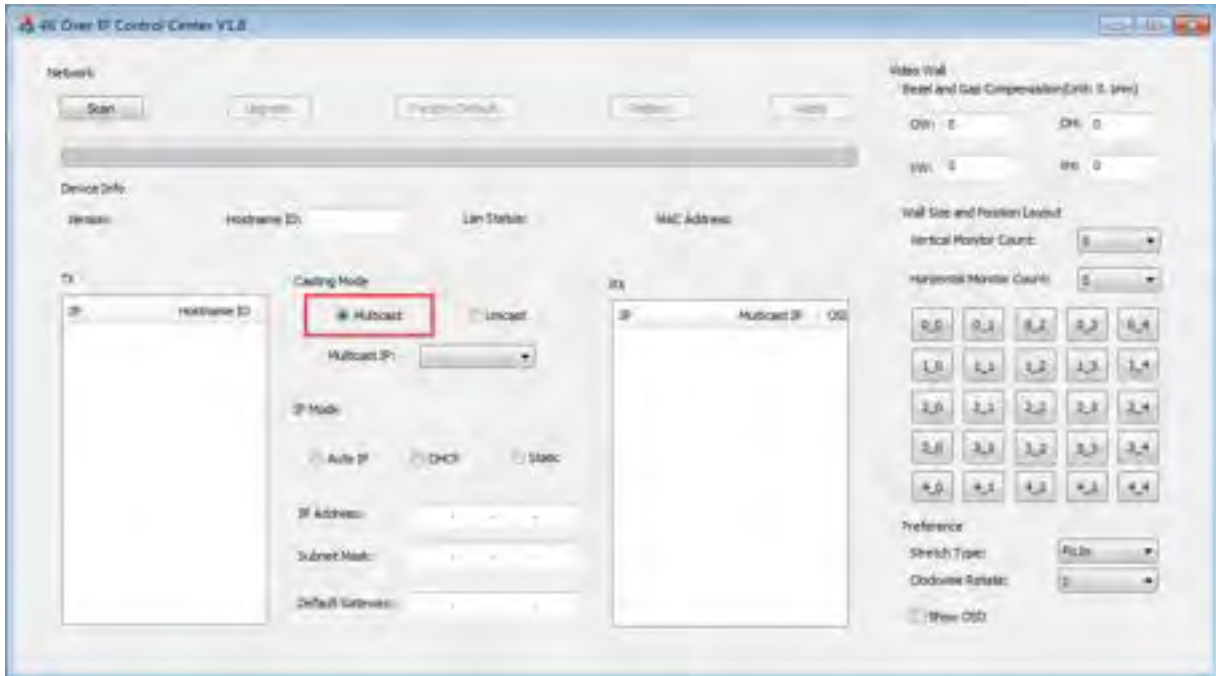 4K Over IP Control Center V1.8
Network
Scan
Upgrade
Factory Default
Reboot
Apply
Device Info
Version:
Hostname ID:
Lan Status:
MAC Address:
TX
IP Hostname ID
Casting Mode
Multicast
Unicast
Multicast IP:
IP Mode
Auto IP
DHCP
Static
IP Address:
Subnet Mask:
Default Gateway:
RX
IP Multicast IP OSD
Video Wall
Bezel and Gap Compensation(Unit: 0.1mm)
OW: 0
OH: 0
VW: 0
VH: 0
Wall Size and Position Layout
Vertical Monitor Count: 5
Horizontal Monitor Count: 5
0_0 0_1 0_2 0_3 0_4
1_0 1_1 1_2 1_3 1_4
2_0 2_1 2_2 2_3 2_4
3_0 3_1 3_2 3_3 3_4
4_0 4_1 4_2 4_3 4_4
Preference
Stretch Type:
Clockwise Rotate:
Show OSD